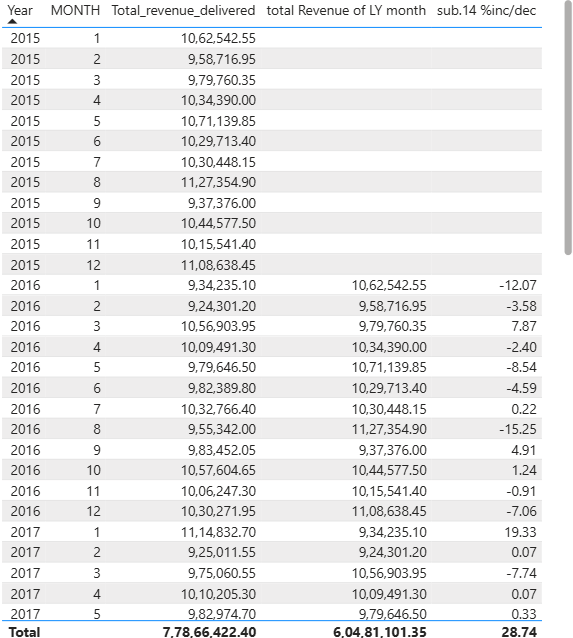 Year MONTH Total_revenue_delivered total Revenue of LY month sub.14 %inc/dec
2015 1 10,62,542.55
2015 2 9,58,716.95
2015 3 9,79,760.35
2015 4 10,34,390.00
2015 5 10,71,139.85
2015 6 10,29,713.40
2015 7 10,30,448.15
2015 8 11,27,354.90
2015 9 9,37,376.00
2015 10 10,44,577.50
2015 11 10,15,541.40
2015 12 11,08,638.45
2016 1 9,34,235.10 10,62,542.55 -12.07
2016 2 9,24,301.20 9,58,716.95 -3.58
2016 3 10,56,903.95 9,79,760.35 7.87
2016 4 10,09,491.30 10,34,390.00 -2.40
2016 5 9,79,646.50 10,71,139.85 -8.54
2016 6 9,82,389.80 10,29,713.40 -4.59
2016 7 10,32,766.40 10,30,448.15 0.22
2016 8 9,55,342.00 11,27,354.90 -15.25
2016 9 9,83,452.05 9,37,376.00 4.91
2016 10 10,57,604.65 10,44,577.50 1.24
2016 11 10,06,247.30 10,15,541.40 -0.91
2016 12 10,30,271.95 11,08,638.45 -7.06
2017 1 11,14,832.70 9,34,235.10 19.33
2017 2 9,25,011.55 9,24,301.20 0.07
2017 3 9,75,060.55 10,56,903.95 -7.74
2017 4 10,10,205.30 10,09,491.30 0.07
2017 5 9,82,974.70 9,79,646.50 0.33
Total 7,78,66,422.40 6,04,81,101.35 28.74